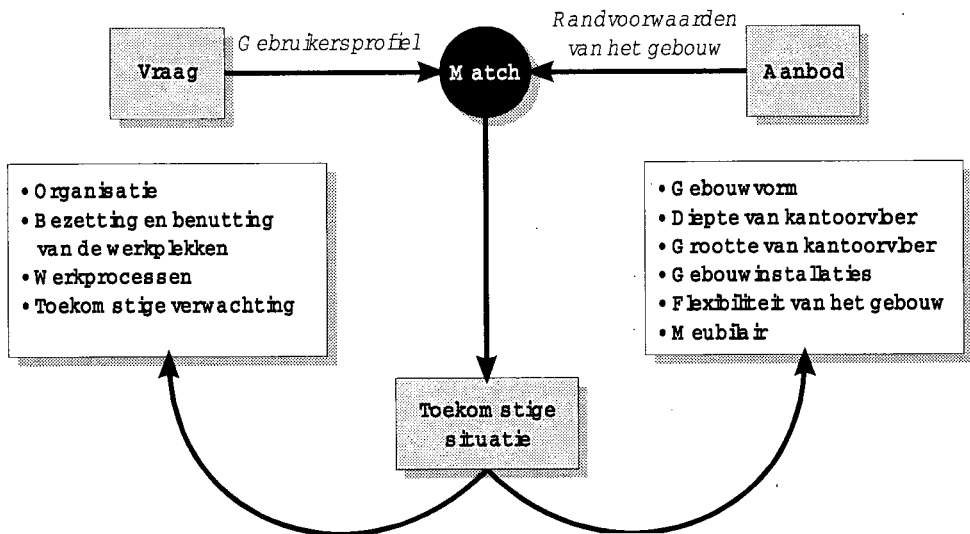 Gebruikersprofiel
Randvoorwaarden
van het gebouw
Vraag
Match
Aanbod
• Organisatie
• Bezetting en benutting
van de werkplekken
• Werkprocessen
• Toekomstige verwachting
• Gebouwvorm
• Diepte van kantoorvloer
• Grootte van kantoorvloer
• Gebouwinstallaties
• Flexibiliteit van het gebouw
• Meubilair
Toekomstige
situatie